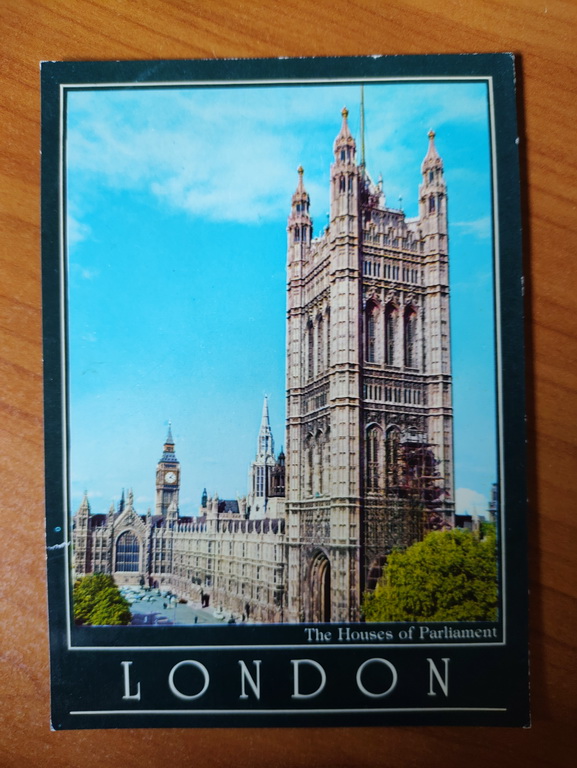 The Houses of Parliament
LONDON